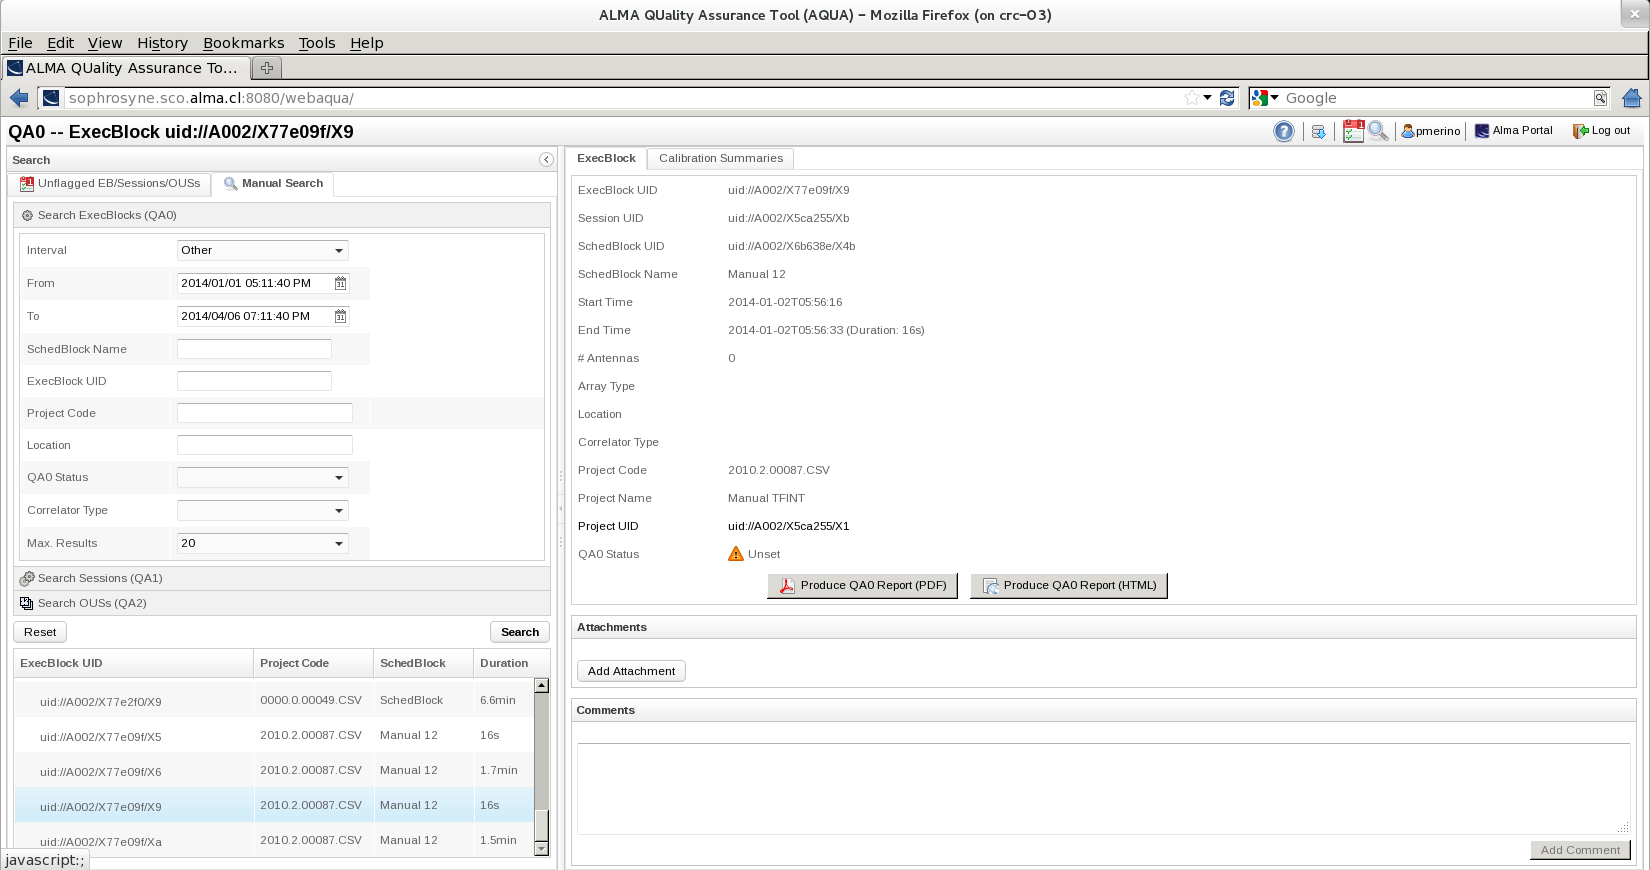 ALMA QUality Assurance Tool (AQUA) – Mozilla Firefox (on crc-03)
File Edit View History Bookmarks Tools Help
ALMA QUality Assurance To...
sophrosyne.sco.alma.cl:8080/webaqua/
Google
QA0 -- ExecBlock uid://A002/X77e09f/X9
pmerino
Alma Portal
Log out
Search
Unflagged EB/Sessions/OUSs
Manual Search
Search ExecBlocks (QA0)
Interval Other
From 2014/01/01 05:11:40 PM
To 2014/04/06 07:11:40 PM
SchedBlock Name
ExecBlock UID
Project Code
Location
QA0 Status
Correlator Type
Max. Results 20
Search Sessions (QA1)
Search OUSs (QA2)
Reset Search
ExecBlock UID Project Code SchedBlock Duration
uid://A002/X77e2f0/X9 0000.0.00049.CSV SchedBlock 6.6min
uid://A002/X77e09f/X5 2010.2.00087.CSV Manual 12 16s
uid://A002/X77e09f/X6 2010.2.00087.CSV Manual 12 1.7min
uid://A002/X77e09f/X9 2010.2.00087.CSV Manual 12 16s
uid://A002/X77e09f/Xa 2010.2.00087.CSV Manual 12 1.5min
javascript:;
ExecBlock Calibration Summaries
ExecBlock UID uid://A002/X77e09f/X9
Session UID uid://A002/X5ca255/Xb
SchedBlock UID uid://A002/X6b638e/X4b
SchedBlock Name Manual 12
Start Time 2014-01-02T05:56:16
End Time 2014-01-02T05:56:33 (Duration: 16s)
# Antennas 0
Array Type
Location
Correlator Type
Project Code 2010.2.00087.CSV
Project Name Manual TFINT
Project UID uid://A002/X5ca255/X1
QA0 Status Unset
Produce QA0 Report (PDF) Produce QA0 Report (HTML)
Attachments
Add Attachment
Comments
Add Comment